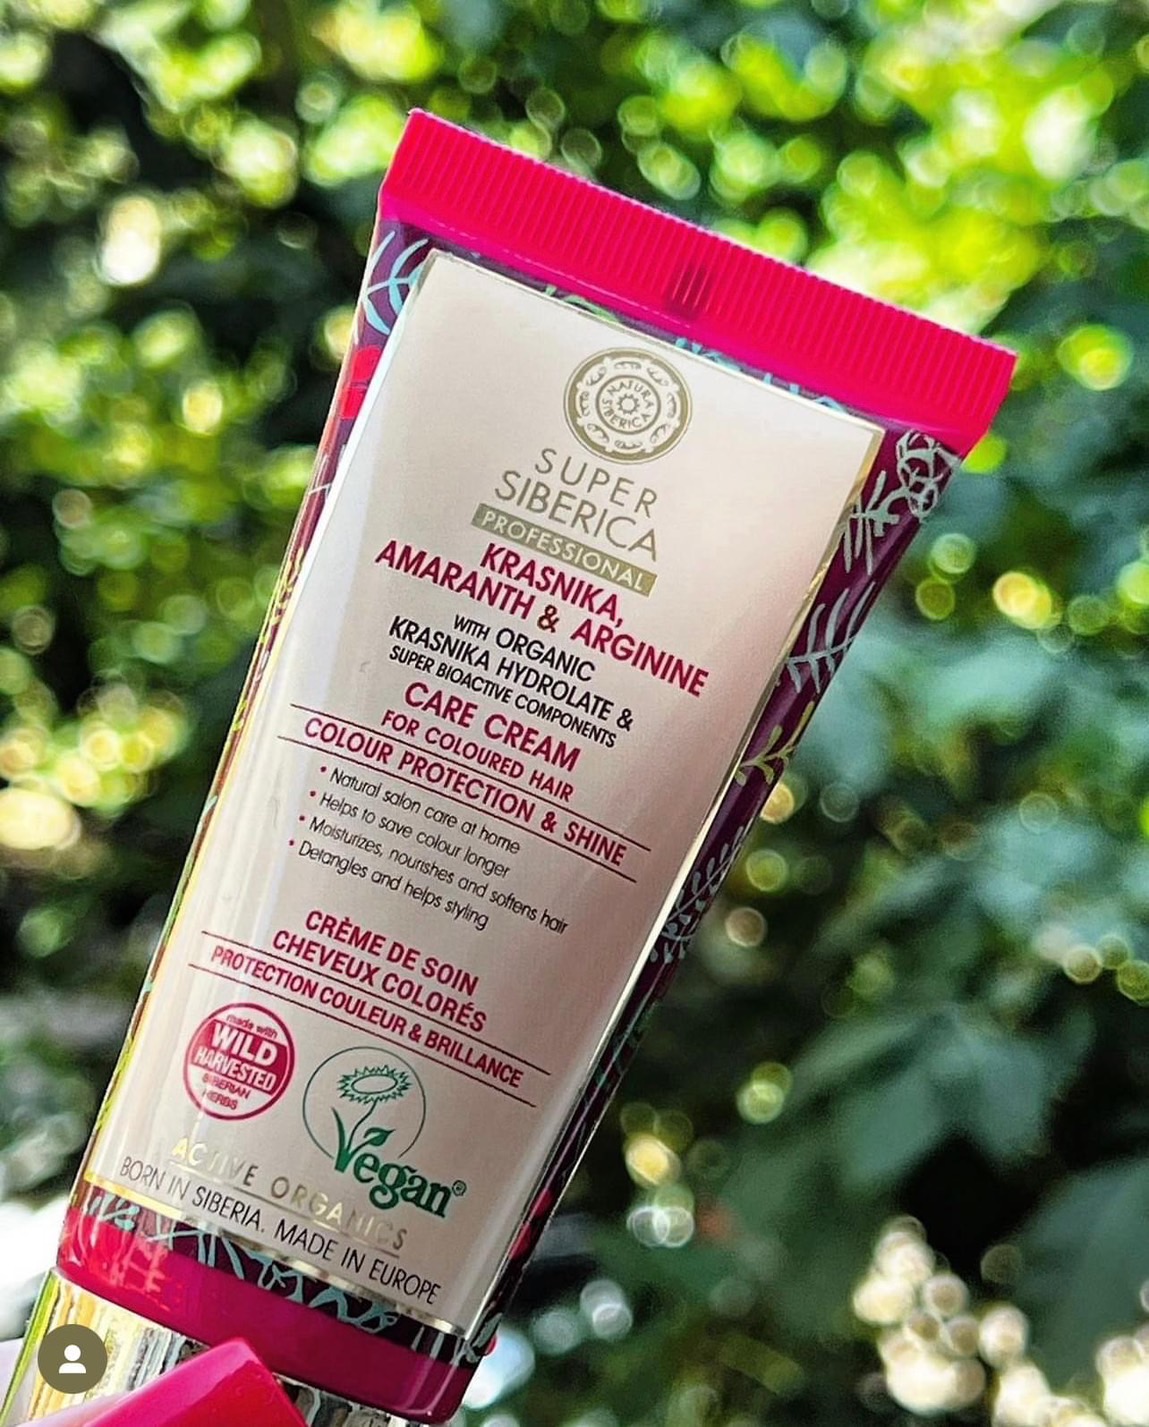 NATURA
SIBERICA
SUPER
SIBERICA
PROFESSIONAL
KRASNIKA,
AMARANTH & ARGININE
WITH ORGANIC
KRASNIKA HYDROLATE &
SUPER BIOACTIVE COMPONENTS
CARE CREAM
FOR COLOURED HAIR
COLOUR PROTECTION & SHINE
• Natural salon care at home
• Helps to save colour longer
• Moisturizes, nourishes and softens hair
• Detangles and helps styling
CRÈME DE SOIN
CHEVEUX COLORÉS
PROTECTION COULEUR & BRILLANCE
made with
WILD
HARVESTED
SIBERIAN
HERBS
Vegan®
ACTIVE ORGANICS
BORN IN SIBERIA. MADE IN EUROPE